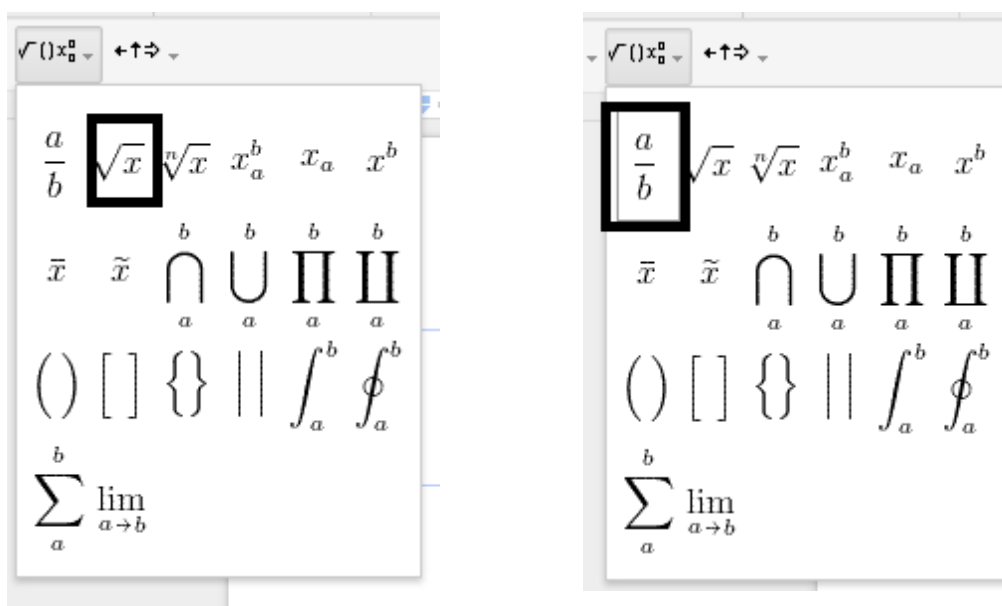 √()x□□ ←↑⇒
a/b √x ⁿ√x x_a^b x_a x^b
x̄ x̃ ⋂_a^b ⋃_a^b ∏_a^b ∐_a^b
() [] {} || ∫_a^b ∮_a^b
∑_a^b lim_{a→b}
√()x□□ ←↑⇒
a/b √x ⁿ√x x_a^b x_a x^b
x̄ x̃ ⋂_a^b ⋃_a^b ∏_a^b ∐_a^b
() [] {} || ∫_a^b ∮_a^b
∑_a^b lim_{a→b}